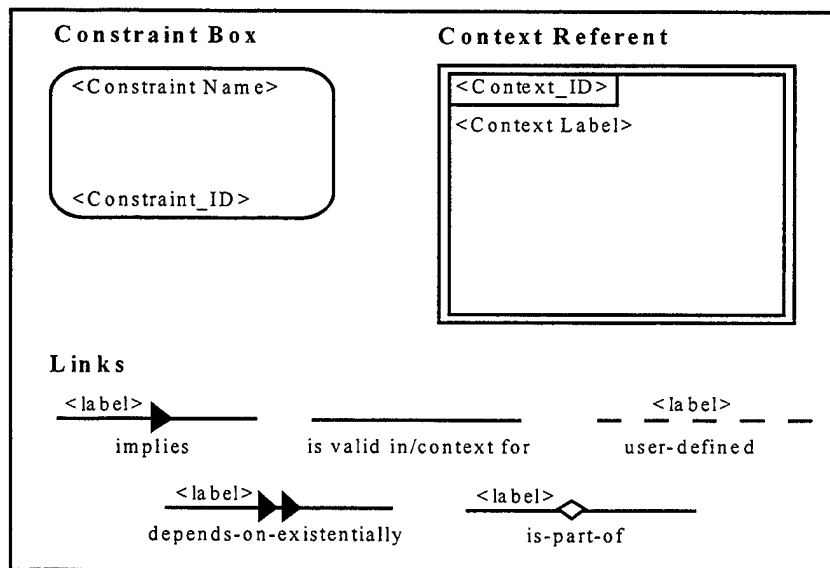 Constraint Box
Context Referent
<Constraint Name>
<Constraint_ID>
<Context_ID>
<Context Label>
Links
<label>
implies
is valid in/context for
<label>
user-defined
<label>
depends-on-existentially
<label>
is-part-of